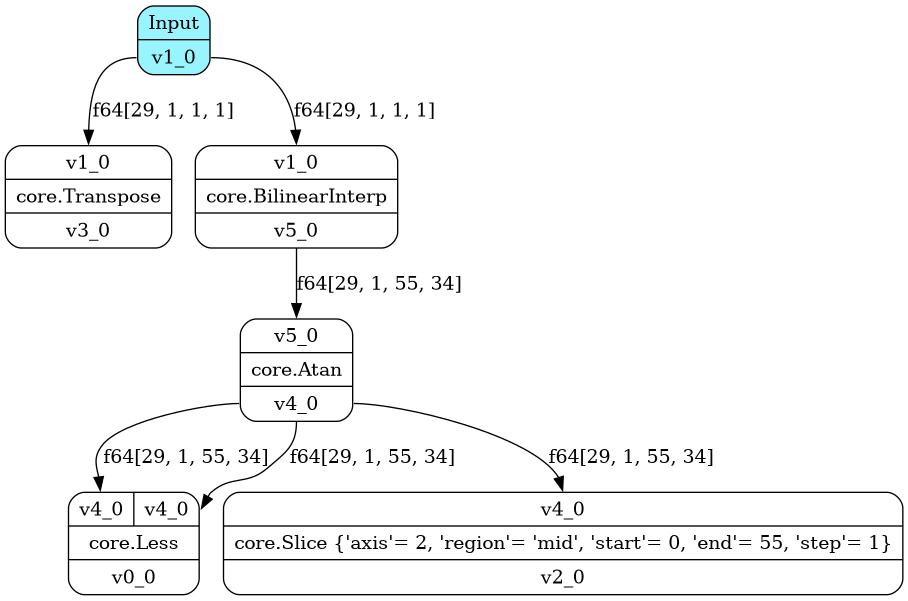 Input
v1_0
f64[29, 1, 1, 1]
f64[29, 1, 1, 1]
v1_0
core.Transpose
v3_0
v1_0
core.BilinearInterp
v5_0
f64[29, 1, 55, 34]
v5_0
core.Atan
v4_0
f64[29, 1, 55, 34]
f64[29, 1, 55, 34]
f64[29, 1, 55, 34]
v4_0 v4_0
core.Less
v0_0
v4_0
core.Slice {'axis'= 2, 'region'= 'mid', 'start'= 0, 'end'= 55, 'step'= 1}
v2_0